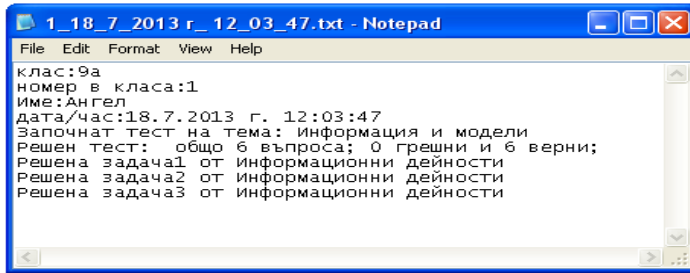 1_18_7_2013 г_ 12_03_47.txt - Notepad
File Edit Format View Help
клас:9а
номер в класа:1
Име:Ангел
дата/час:18.7.2013 г. 12:03:47
Започнат тест на тема: Информация и модели
Решен тест: общо 6 въпроса; 0 грешни и 6 верни;
Решена задача1 от Информационни дейности
Решена задача2 от Информационни дейности
Решена задача3 от Информационни дейности